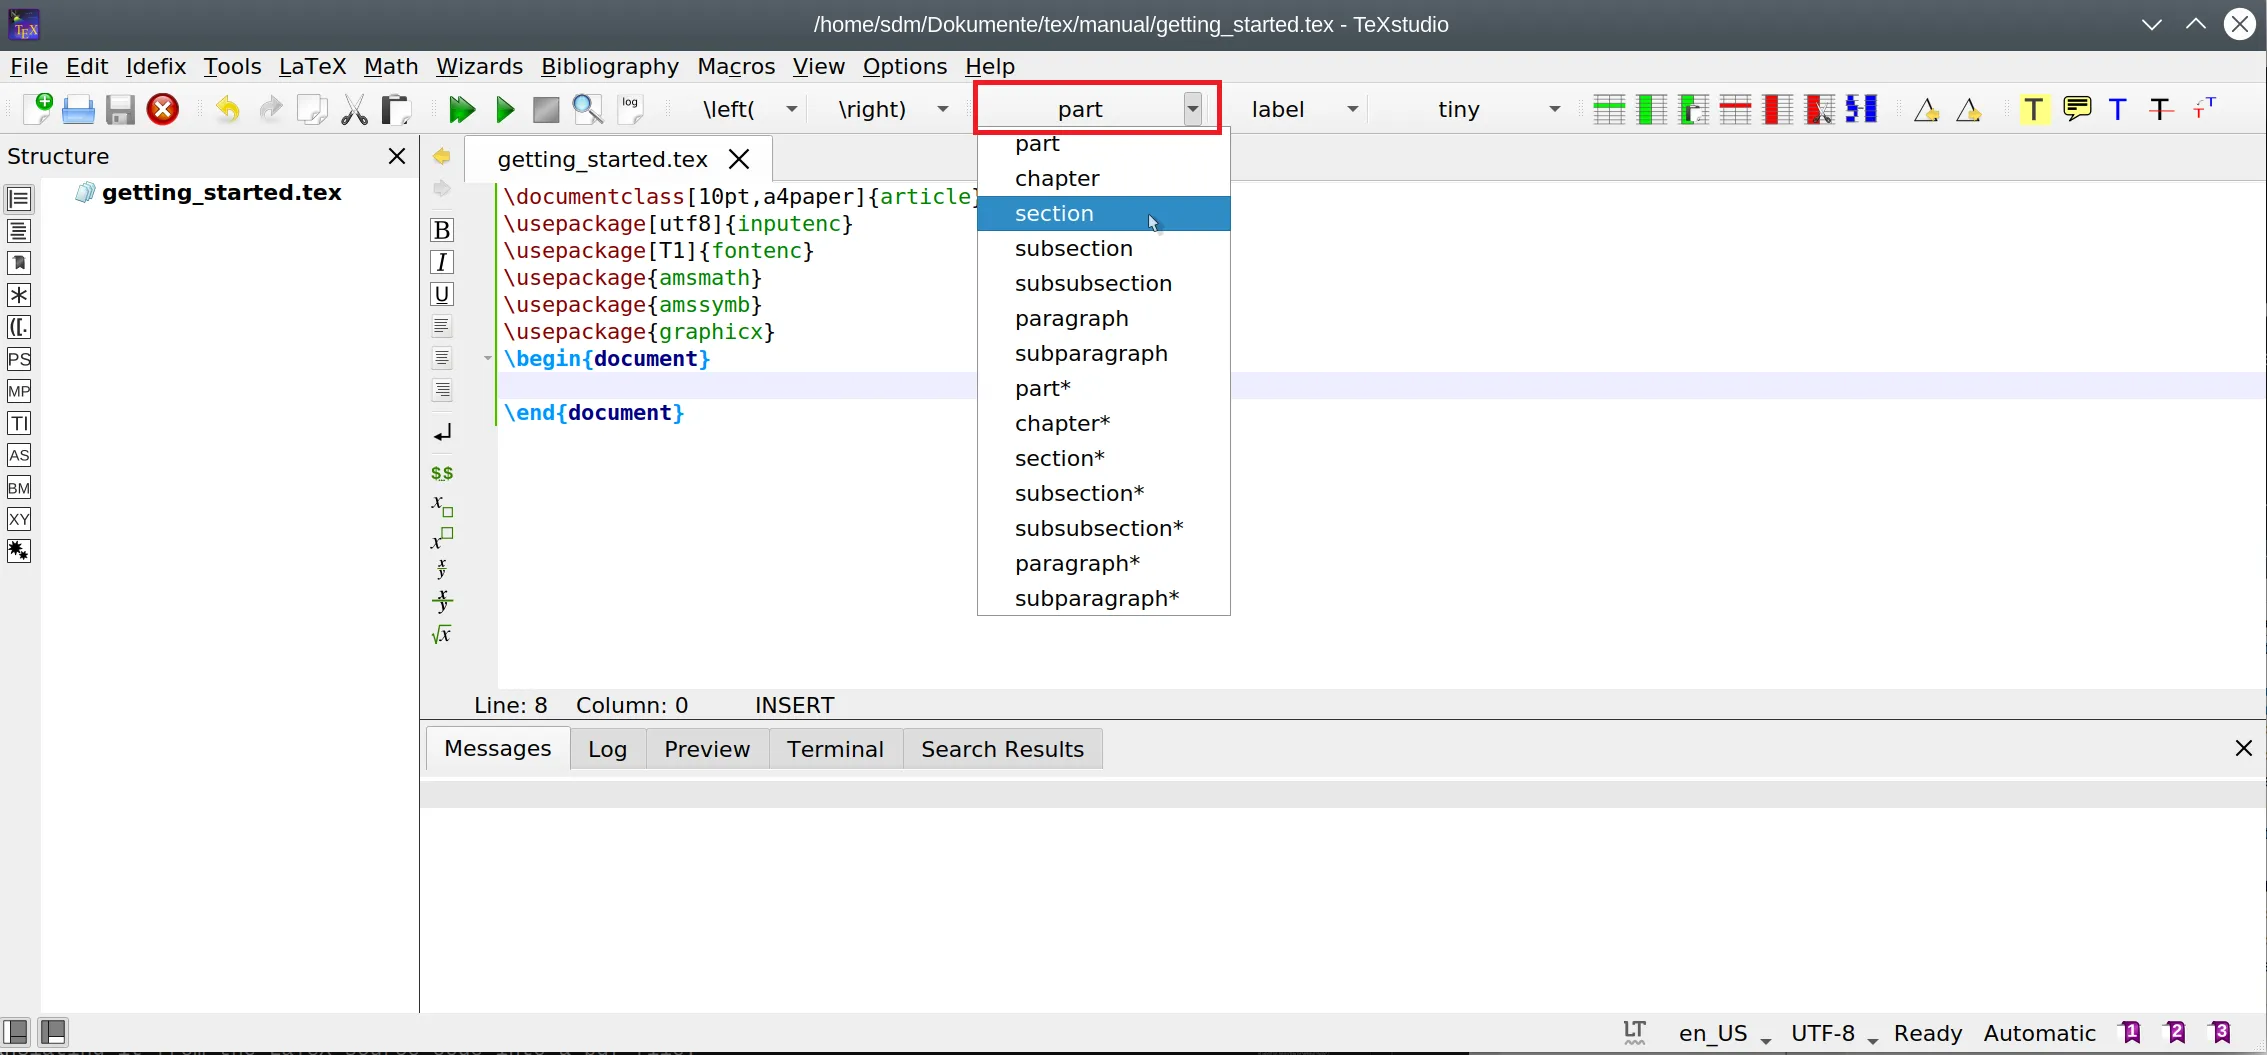 /home/sdm/Dokumente/tex/manual/getting_started.tex - TeXstudio
File Edit Idefix Tools LaTeX Math Wizards Bibliography Macros View Options Help
log \left( \right) part label tiny
Structure
getting_started.tex
getting_started.tex
\documentclass[10pt,a4paper]{article}
\usepackage[utf8]{inputenc}
\usepackage[T1]{fontenc}
\usepackage{amsmath}
\usepackage{amssymb}
\usepackage{graphicx}
\begin{document}
\end{document}
part
chapter
section
subsection
subsubsection
paragraph
subparagraph
part*
chapter*
section*
subsection*
subsubsection*
paragraph*
subparagraph*
PS
MP
TI
AS
BM
XY
B
I
U
$$
Line: 8 Column: 0 INSERT
Messages Log Preview Terminal Search Results
LT en_US UTF-8 Ready Automatic 1 2 3